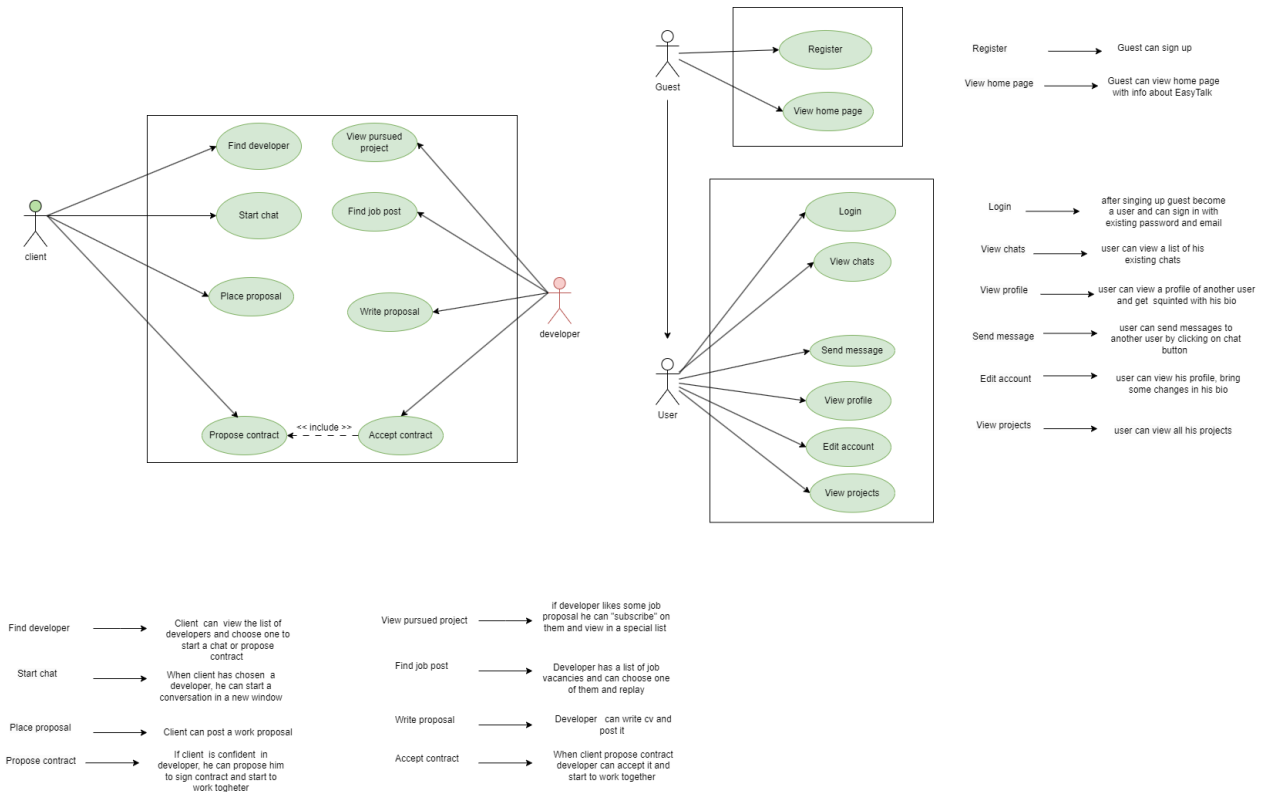 Find developer
View pursued
project
Start chat
Find job post
Place proposal
Write proposal
Propose contract
<< include >>
Accept contract
client
developer
Guest
Register
View home page
User
Login
View chats
Send message
View profile
Edit account
View projects
Register
Guest can sign up
View home page
Guest can view home page
with info about EasyTalk
Login
after singing up guest become
a user and can sign in with
existing password and email
View chats
user can view a list of his
existing chats
View profile
user can view a profile of another user
and get squinted with his bio
Send message
user can send messages to
another user by clicking on chat
button
Edit account
user can view his profile, bring
some changes in his bio
View projects
user can view all his projects
Find developer
Client can view the list of
developers and choose one to
start a chat or propose
contract
Start chat
When client has chosen a
developer, he can start a
conversation in a new window
Place proposal
Client can post a work proposal
Propose contract
If client is confident in
developer, he can propose him
to sign contract and start to
work togheter
View pursued project
if developer likes some job
proposal he can "subscribe" on
them and view in a special list
Find job post
Developer has a list of job
vacancies and can choose one
of them and replay
Write proposal
Developer can write cv and
post it
Accept contract
When client propose contract
developer can accept it and
start to work together